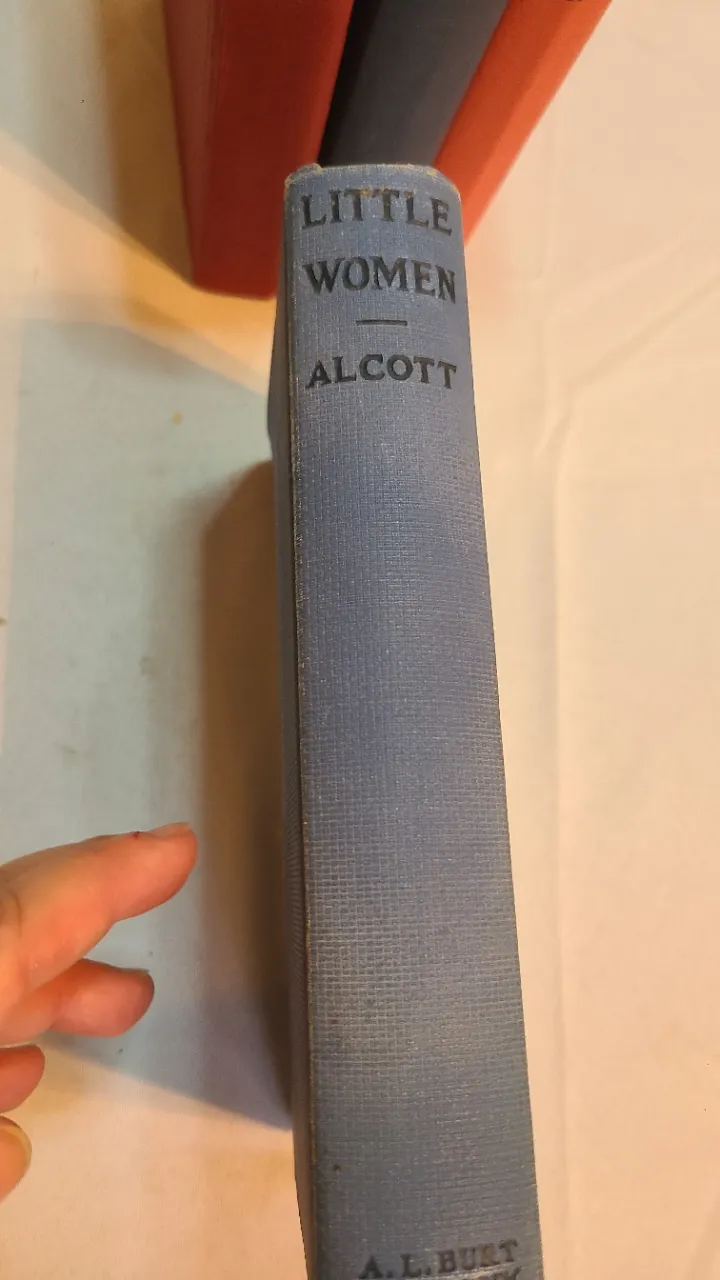 LITTLE
WOMEN
ALCOTT
A. L. BURT